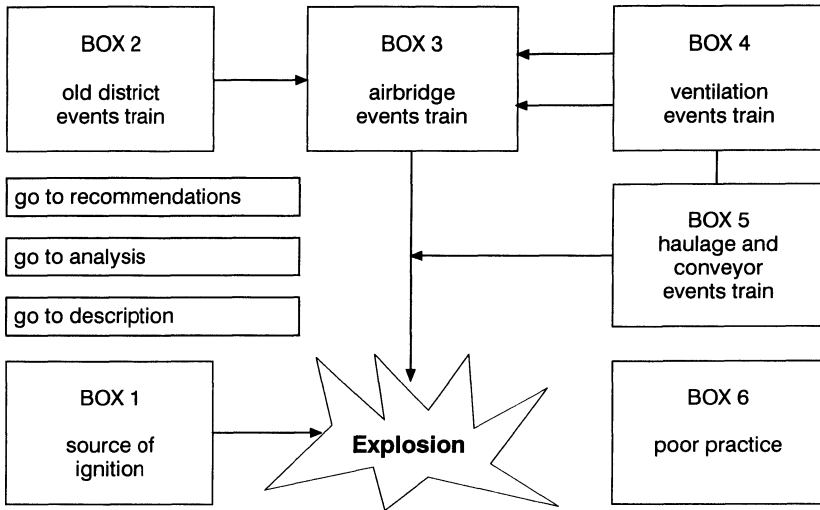 BOX 2
old district
events train
BOX 3
airbridge
events train
BOX 4
ventilation
events train
go to recommendations
go to analysis
go to description
BOX 5
haulage and
conveyor
events train
BOX 1
source of
ignition
Explosion
BOX 6
poor practice